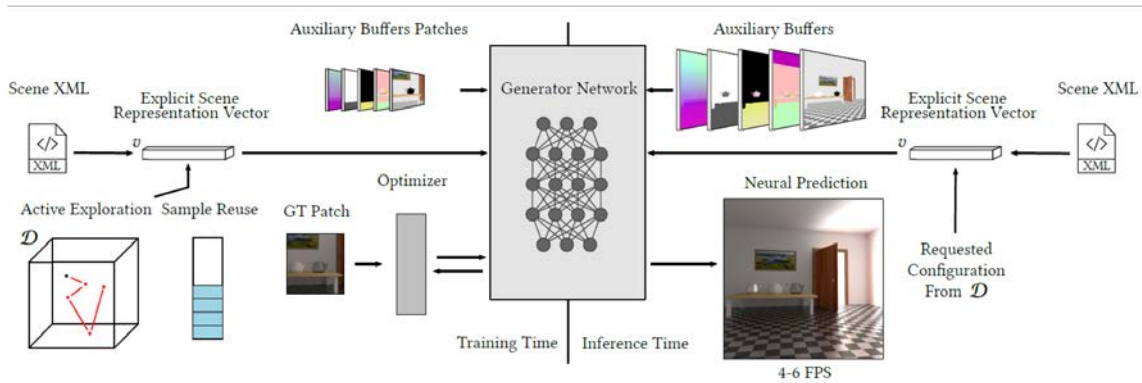 Auxiliary Buffers Patches
Auxiliary Buffers
Scene XML
Explicit Scene
Representation Vector
v
</>
XML
Generator Network
Explicit Scene
Representation Vector
v
Scene XML
</>
XML
Active Exploration
Sample Reuse
𝒟
GT Patch
Optimizer
Neural Prediction
Requested
Configuration
From 𝒟
Training Time
Inference Time
4-6 FPS